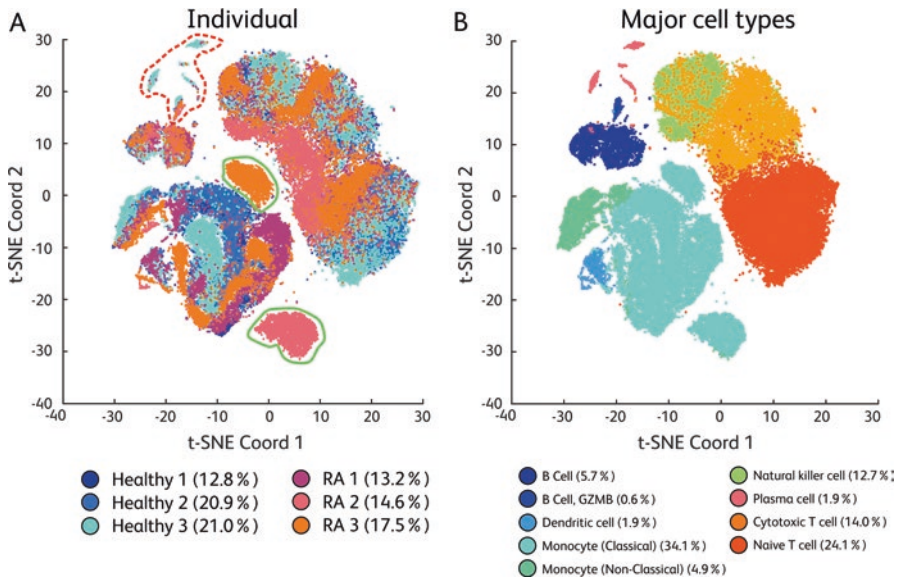 A
Individual
30
20
10
0
-10
-20
-30
-40
-40 -30 -20 -10 0 10 20 30
t-SNE Coord 2
t-SNE Coord 1
Healthy 1 (12.8 %)
Healthy 2 (20.9 %)
Healthy 3 (21.0 %)
RA 1 (13.2 %)
RA 2 (14.6 %)
RA 3 (17.5 %)
B
Major cell types
30
20
10
0
-10
-20
-30
-40
-40 -30 -20 -10 0 10 20 30
t-SNE Coord 2
t-SNE Coord 1
B Cell (5.7 %)
B Cell, GZMB (0.6 %)
Dendritic cell (1.9 %)
Monocyte (Classical) (34.1 %)
Monocyte (Non-Classical) (4.9 %)
Natural killer cell (12.7 %)
Plasma cell (1.9 %)
Cytotoxic T cell (14.0 %)
Naive T cell (24.1 %)